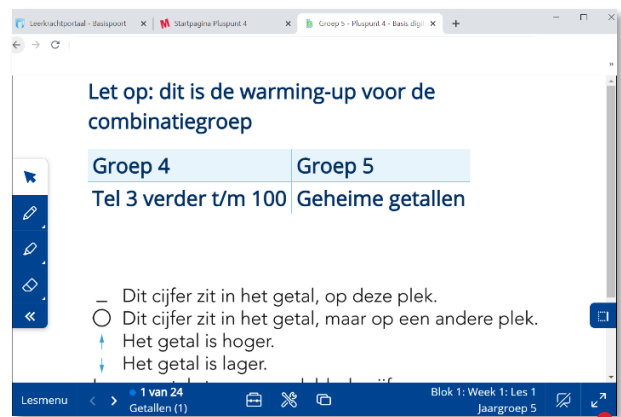 Leerkrachtportaal - Basispoort
Startpagina Pluspunt 4
Groep 5 - Pluspunt 4 - Basis digi
Let op: dit is de warming-up voor de
combinatiegroep
Groep 4 Groep 5
Tel 3 verder t/m 100 Geheime getallen
Dit cijfer zit in het getal, op deze plek.
Dit cijfer zit in het getal, maar op een andere plek.
Het getal is hoger.
Het getal is lager.
Lesmenu
1 van 24
Getallen (1)
Blok 1: Week 1: Les 1
Jaargroep 5